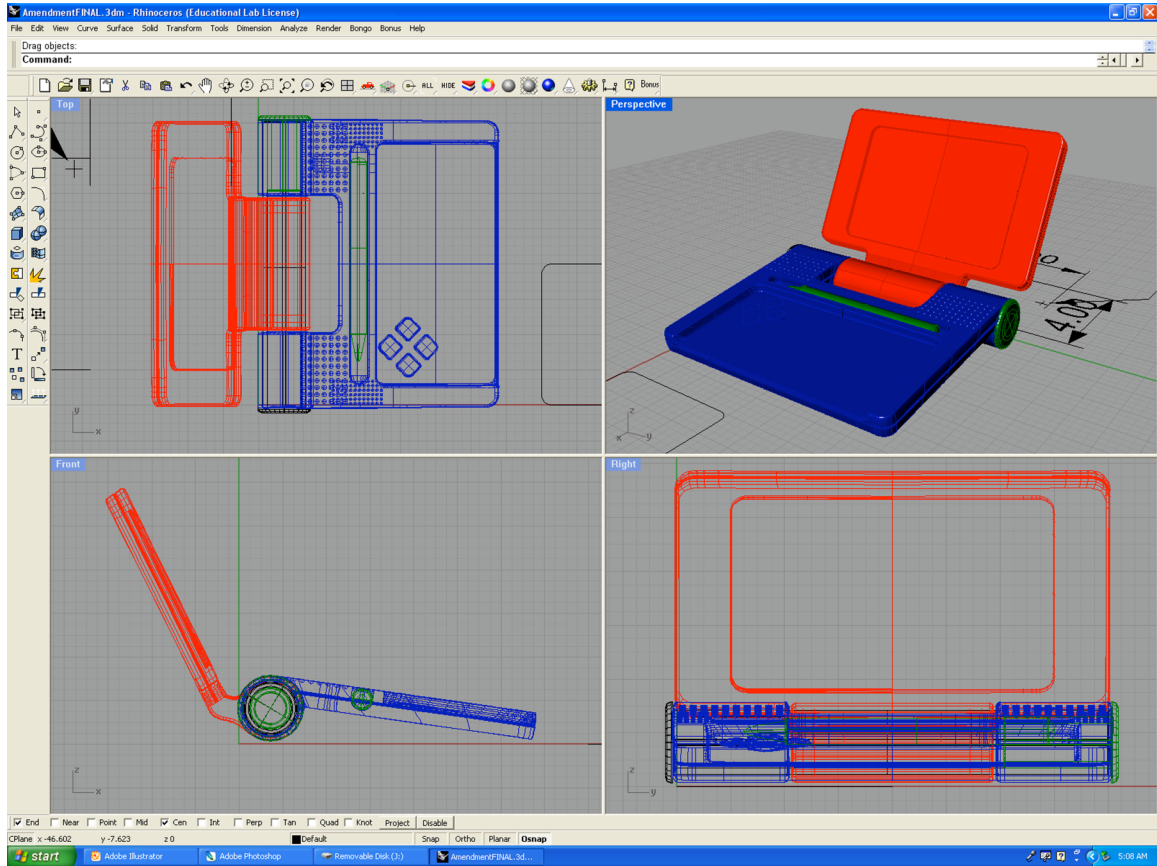 AmendmentFINAL.3dm - Rhinoceros (Educational Lab License)
File Edit View Curve Surface Solid Transform Tools Dimension Analyze Render Bongo Bonus Help
Drag objects:
Command:
ALL HIDE Bonus
Top
Perspective
4.00
y
x
z
x
y
T
Front
Right
z
x
z
y
End Near Point Mid Cen Int Perp Tan Quad Knot Project Disable
CPlane x -46.602 y -7.623 z 0 Default Snap Ortho Planar Osnap
start Adobe Illustrator Adobe Photoshop Removable Disk (J:) AmendmentFINAL.3d... 5:08 AM